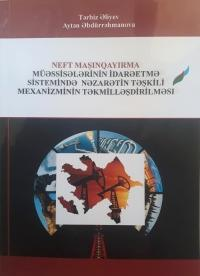 Tərbiz Əliyev
Aytən Əbdürrəhmanova
NEFT MAŞINQAYIRMA
MÜƏSSİSƏLƏRİNİN İDARƏETMƏ
SİSTEMİNDƏ NƏZARƏTİN TƏŞKİLİ
MEXANİZMİNİN TƏKMİLLƏŞDİRİLMƏSİ